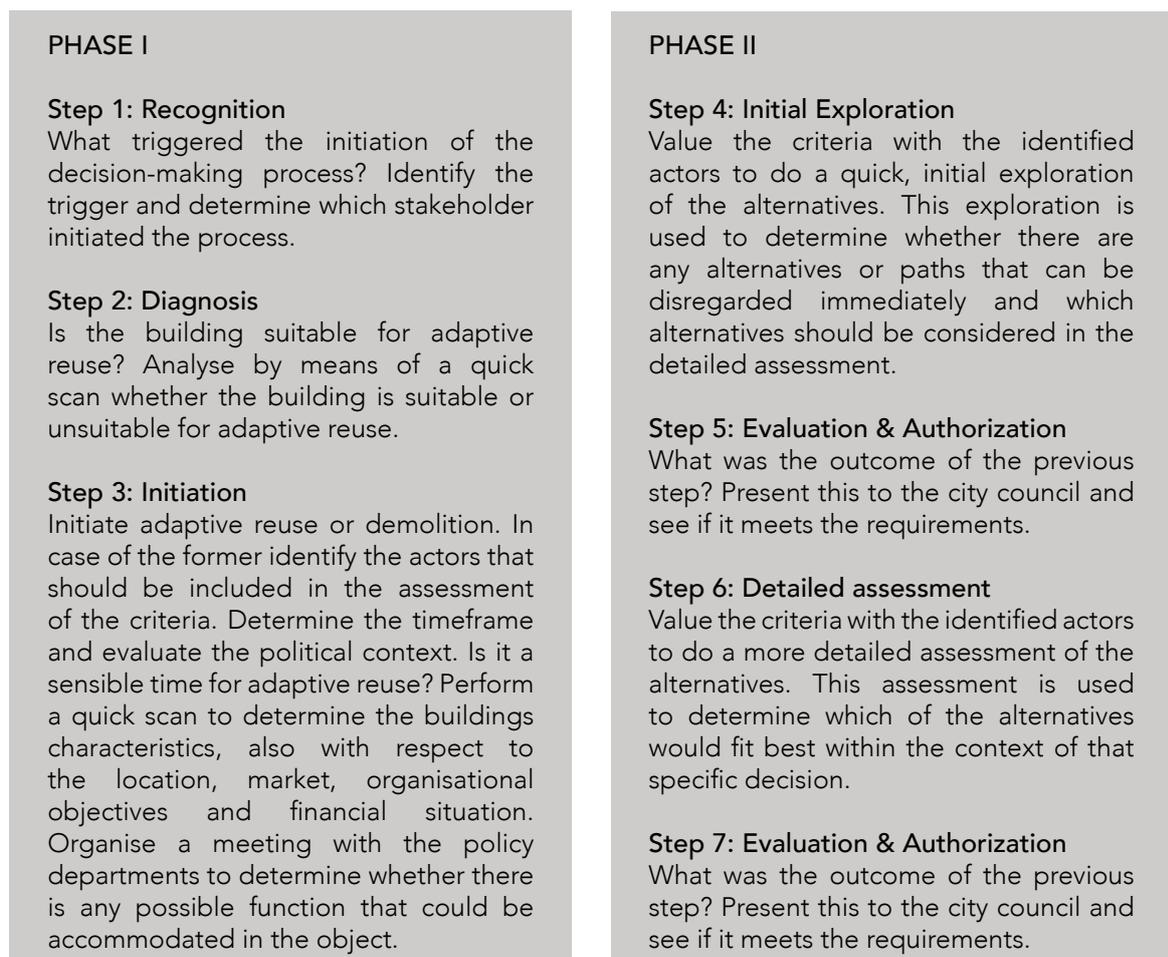 PHASE I
Step 1: Recognition
What triggered the initiation of the
decision-making process? Identify the
trigger and determine which stakeholder
initiated the process.
Step 2: Diagnosis
Is the building suitable for adaptive
reuse? Analyse by means of a quick
scan whether the building is suitable or
unsuitable for adaptive reuse.
Step 3: Initiation
Initiate adaptive reuse or demolition. In
case of the former identify the actors that
should be included in the assessment
of the criteria. Determine the timeframe
and evaluate the political context. Is it a
sensible time for adaptive reuse? Perform
a quick scan to determine the buildings
characteristics, also with respect to
the location, market, organisational
objectives and financial situation.
Organise a meeting with the policy
departments to determine whether there
is any possible function that could be
accommodated in the object.
PHASE II
Step 4: Initial Exploration
Value the criteria with the identified
actors to do a quick, initial exploration
of the alternatives. This exploration is
used to determine whether there are
any alternatives or paths that can be
disregarded immediately and which
alternatives should be considered in the
detailed assessment.
Step 5: Evaluation & Authorization
What was the outcome of the previous
step? Present this to the city council and
see if it meets the requirements.
Step 6: Detailed assessment
Value the criteria with the identified actors
to do a more detailed assessment of the
alternatives. This assessment is used
to determine which of the alternatives
would fit best within the context of that
specific decision.
Step 7: Evaluation & Authorization
What was the outcome of the previous
step? Present this to the city council and
see if it meets the requirements.